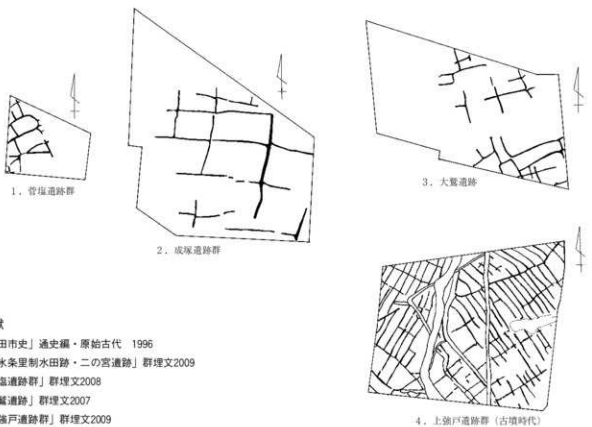 1．菅塩遺跡群
2．成塚遺跡群
3．大鷲遺跡
4．上強戸遺跡群（古墳時代）
献
田市史」通史編・原始古代　1996
水条里制水田跡・二の宮遺跡」群埋文2009
塩遺跡群」群埋文2008
鷲遺跡」群埋文2007
強戸遺跡群」群埋文2009